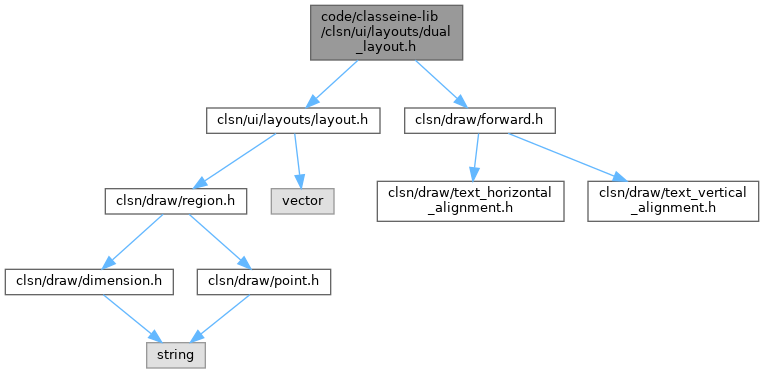 code/classeine-lib
/clsn/ui/layouts/dual
_layout.h
clsn/ui/layouts/layout.h
clsn/draw/forward.h
clsn/draw/region.h
vector
clsn/draw/text_horizontal
_alignment.h
clsn/draw/text_vertical
_alignment.h
clsn/draw/dimension.h
clsn/draw/point.h
string